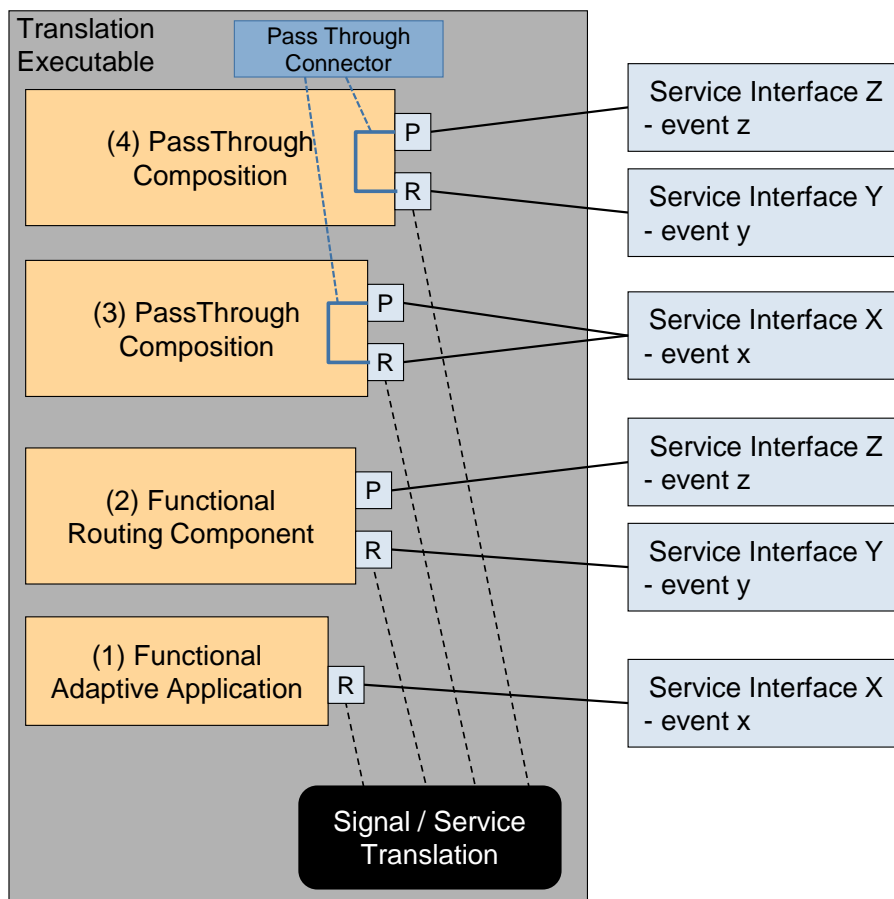 Translation
Executable
Pass Through
Connector
(4) PassThrough
Composition
P
R
Service Interface Z
- event z
Service Interface Y
- event y
(3) PassThrough
Composition
P
R
Service Interface X
- event x
(2) Functional
Routing Component
P
R
Service Interface Z
- event z
Service Interface Y
- event y
(1) Functional
Adaptive Application
R
Service Interface X
- event x
Signal / Service
Translation